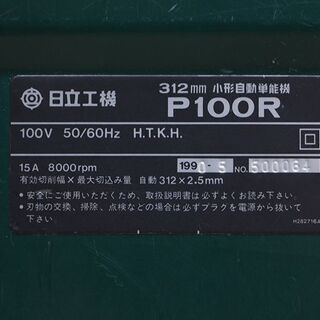 日立工機
312mm 小形自動単能機
P100R
100V 50/60Hz H.T.K.H.
15A 8000rpm 1990-5 NO. 500064
有効切削幅×最大切込み量 自動 312×2.5mm
•安全にご使用いただくため、取扱説明書は必ずよくお読み下さい。
•刃物の交換、掃除、点検などの場合は必ずプラグを電源から抜いて下さい。
H282716A